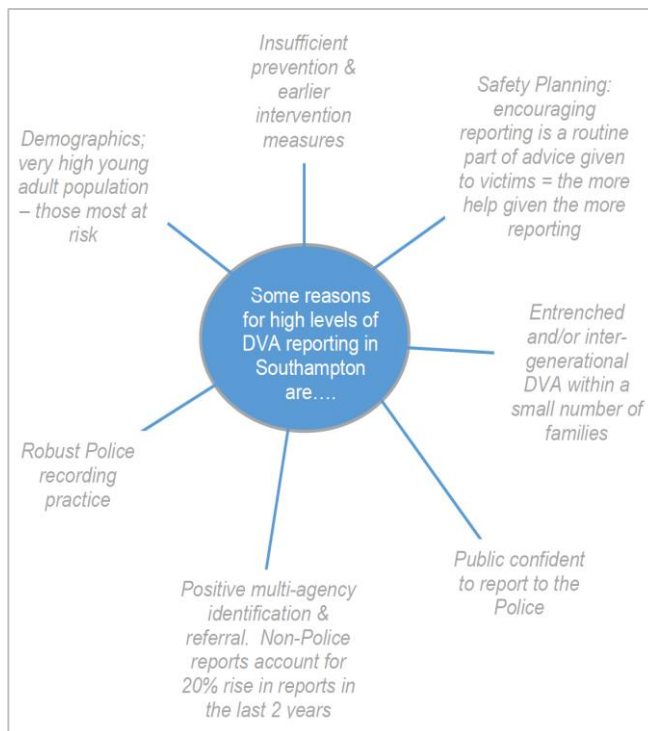 Insufficient
prevention &
earlier
intervention
measures
Safety Planning:
encouraging
reporting is a routine
part of advice given
to victims = the more
help given the more
reporting
Demographics;
very high young
adult population
– those most at
risk
Some reasons
for high levels of
DVA reporting in
Southampton
are….
Entrenched
and/or inter-
generational
DVA within a
small number of
families
Robust Police
recording
practice
Public confident
to report to the
Police
Positive multi-agency
identification &
referral.  Non-Police
reports account for
20% rise in reports in
the last 2 years